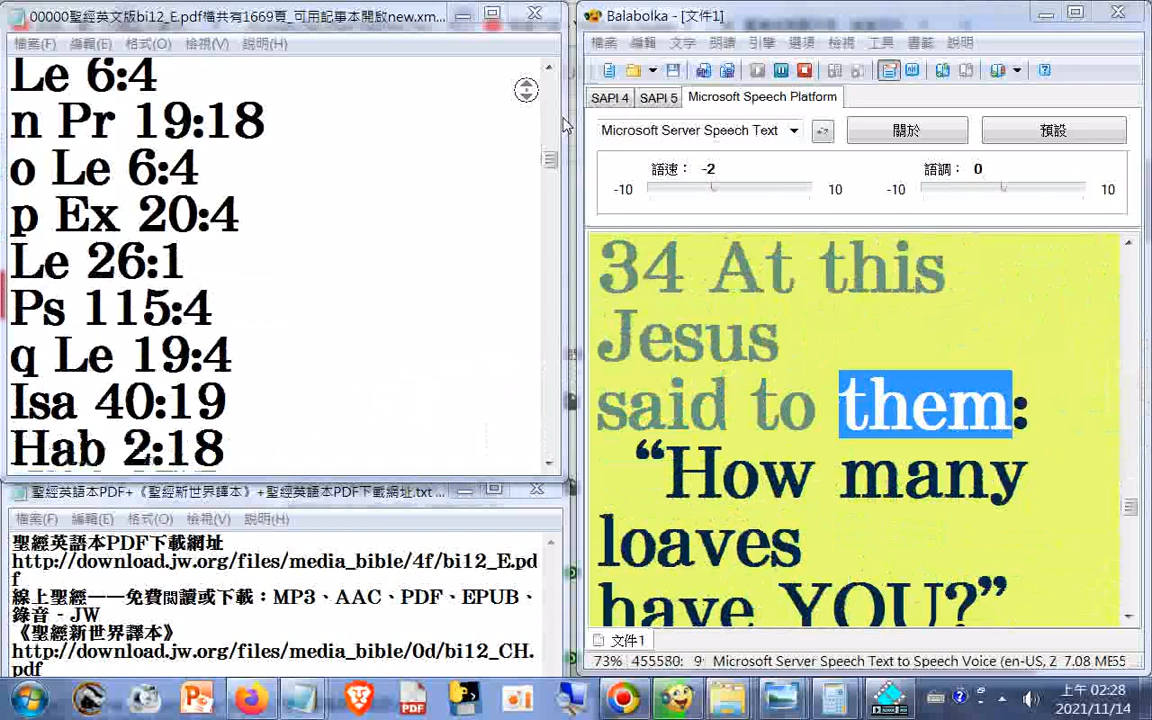 00000聖經英文版bi12_E.pdf檔共有1669頁_可用記事本開啟new.xm...
檔案(F) 編輯(E) 格式(O) 檢視(V) 說明(H)
Le 6:4
n Pr 19:18
o Le 6:4
p Ex 20:4
Le 26:1
Ps 115:4
q Le 19:4
Isa 40:19
Hab 2:18
聖經英語本PDF+《聖經新世界譯本》+聖經英語本PDF下載網址.txt ...
檔案(F) 編輯(E) 格式(O) 檢視(V) 說明(H)
聖經英語本PDF下載網址
http://download.jw.org/files/media_bible/4f/bi12_E.pd
f
線上聖經──免費閱讀或下載：MP3、AAC、PDF、EPUB、
錄音 - JW
《聖經新世界譯本》
http://download.jw.org/files/media_bible/0d/bi12_CH.
pdf
Balabolka - [文件1]
檔案 編輯 文字 朗讀 引擎 選項 檢視 工具 書籤 說明
SAPI 4 SAPI 5 Microsoft Speech Platform
Microsoft Server Speech Text 關於 預設
語速： -2 語調： 0
-10 10 -10 10
34 At this
Jesus
said to them:
“How many
loaves
have YOU?”
文件1
73% 455580: 9 Microsoft Server Speech Text to Speech Voice (en-US, Z 7.08 ME55
上午 02:28
2021/11/14